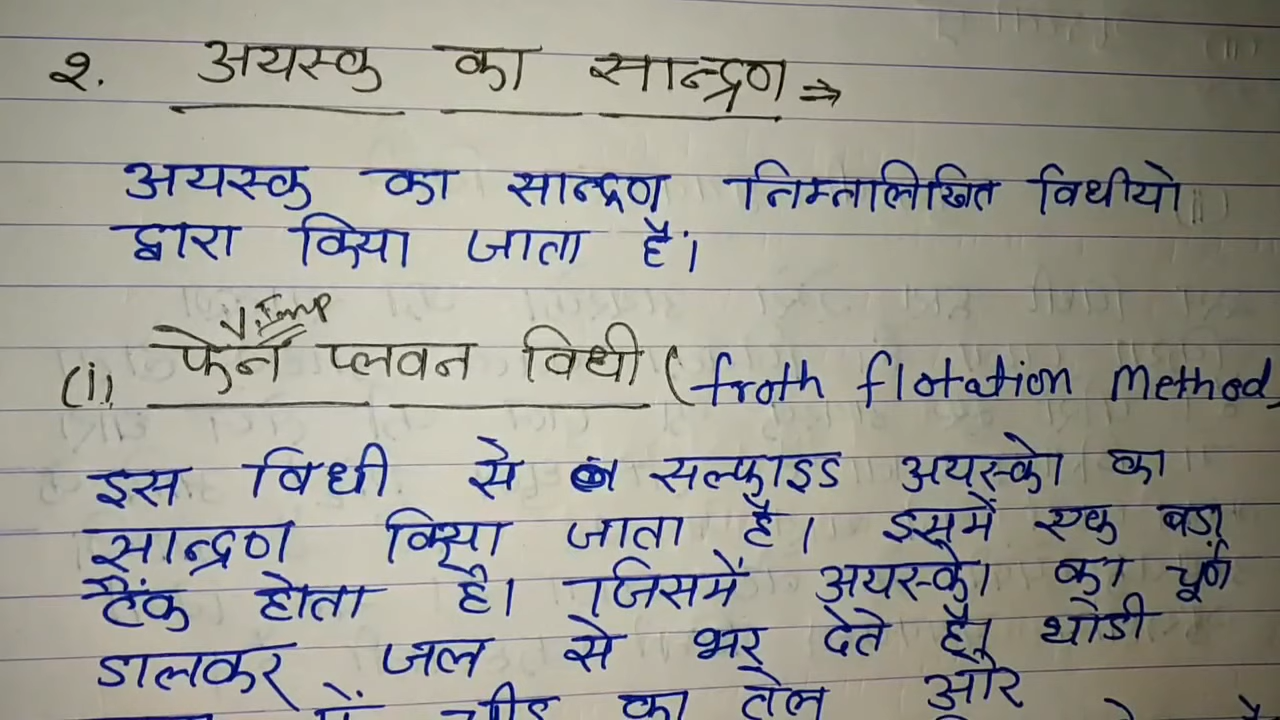 २. अयस्क का सान्द्रण ⇒
अयस्क का सान्द्रण निम्नलिखित विधीयो
द्वारा किया जाता है।
V.Imp
(i), फेन प्लवन विधी (froth flotation Method
इस विधी से सल्फाइड अयस्को का
सान्द्रण किया जाता है। इसमें एक बड़ा
टैंक होता है। जिसमें अयस्को का चूर्ण
डालकर जल से भर देते है। थोडी
में चीड का तेल और